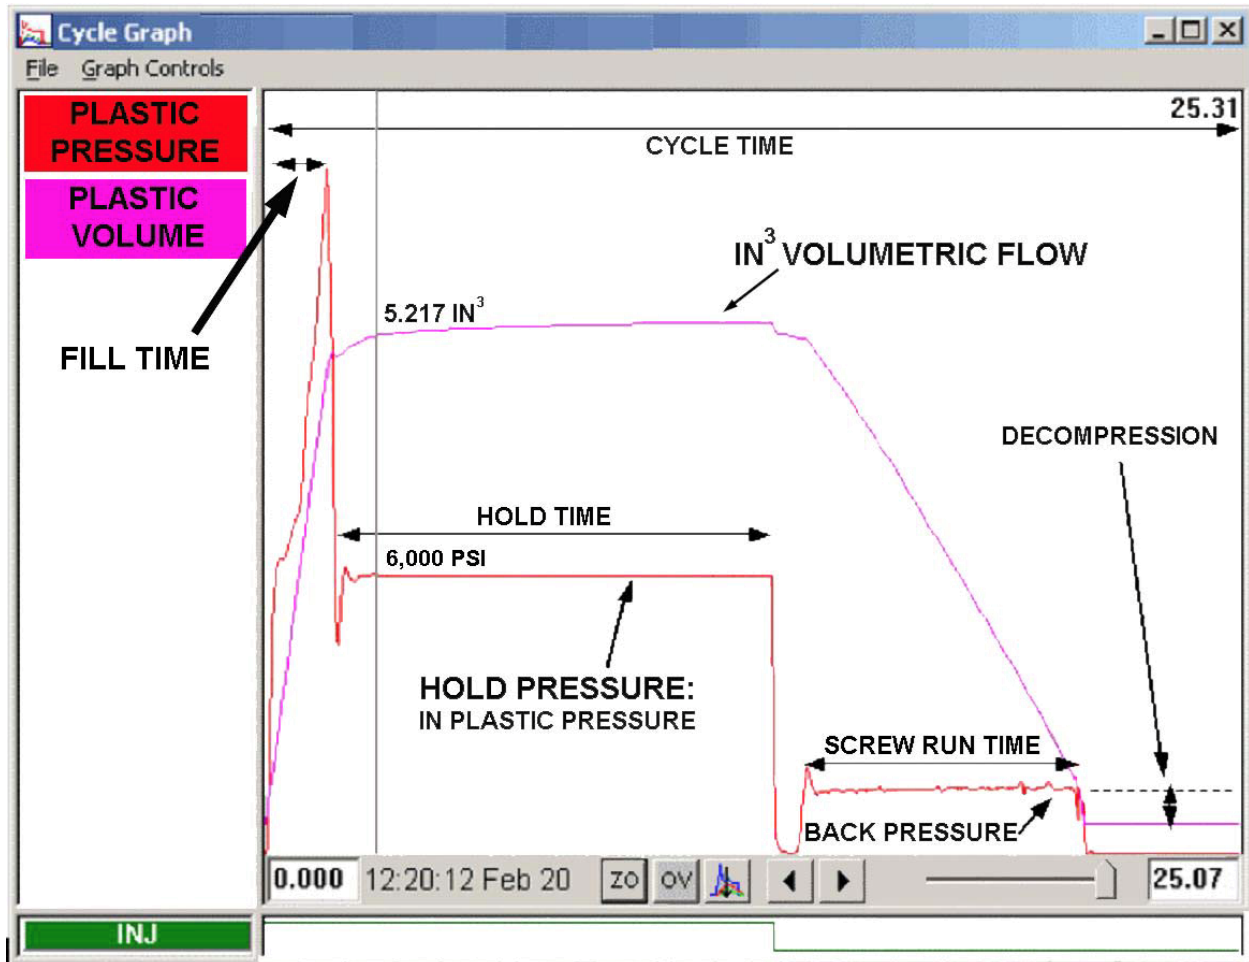 Cycle Graph
File Graph Controls
PLASTIC
PRESSURE
PLASTIC
VOLUME
25.31
CYCLE TIME
IN³ VOLUMETRIC FLOW
5.217 IN³
FILL TIME
DECOMPRESSION
HOLD TIME
6,000 PSI
HOLD PRESSURE:
IN PLASTIC PRESSURE
SCREW RUN TIME
BACK PRESSURE
0.000 12:20:12 Feb 20 ZO OV 25.07
INJ